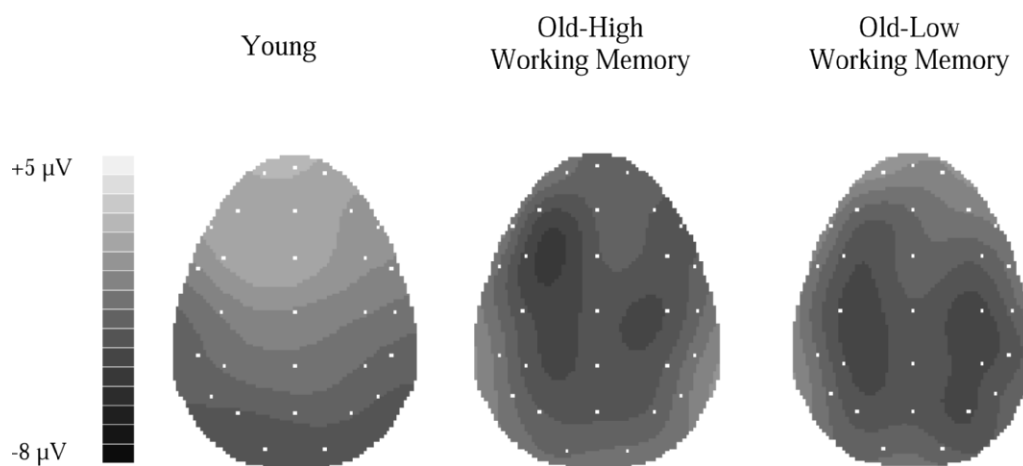 Young
Old-High
Working Memory
Old-Low
Working Memory
+5 μV
-8 μV